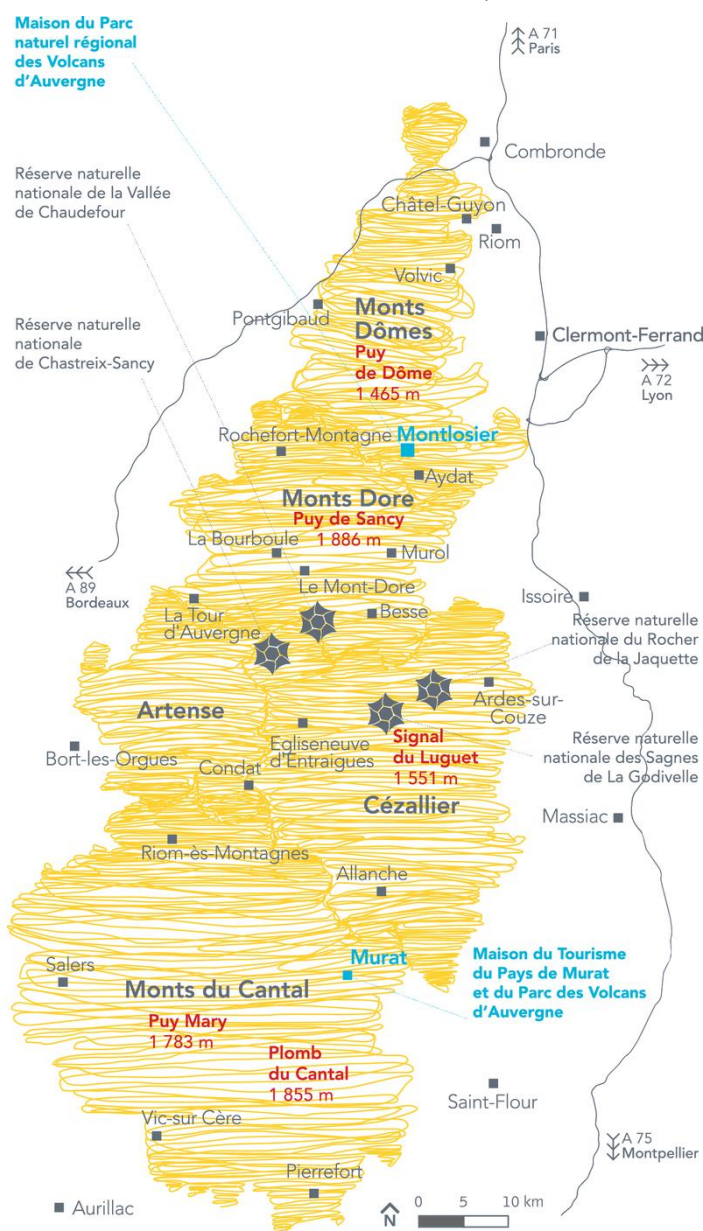 Maison du Parc
naturel régional
des Volcans
d'Auvergne
A 71
Paris
Combronde
Réserve naturelle
nationale de la Vallée
de Chaudefour
Châtel-Guyon
Riom
Volvic
Pontgibaud
Monts
Dômes
Réserve naturelle
nationale
de Chastreix-Sancy
Clermont-Ferrand
Puy
de Dôme
1 465 m
A 72
Lyon
Rochefort-Montagne
Montlosier
Aydat
Monts Dore
Puy de Sancy
1 886 m
La Bourboule
Murol
A 89
Bordeaux
Le Mont-Dore
Issoire
La Tour
d'Auvergne
Besse
Réserve naturelle
nationale du Rocher
de la Jaquette
Artense
Ardes-sur-
Couze
Bort-les-Orgues
Egliseneuve
d'Entraigues
Signal
du Luguet
1 551 m
Réserve naturelle
nationale des Sagnes
de La Godivelle
Condat
Cézallier
Massiac
Riom-ès-Montagnes
Allanche
Salers
Murat
Maison du Tourisme
du Pays de Murat
et du Parc des Volcans
d'Auvergne
Monts du Cantal
Puy Mary
1 783 m
Plomb
du Cantal
1 855 m
Saint-Flour
Vic-sur Cère
A 75
Montpellier
Pierrefort
Aurillac
N
0 5 10 km